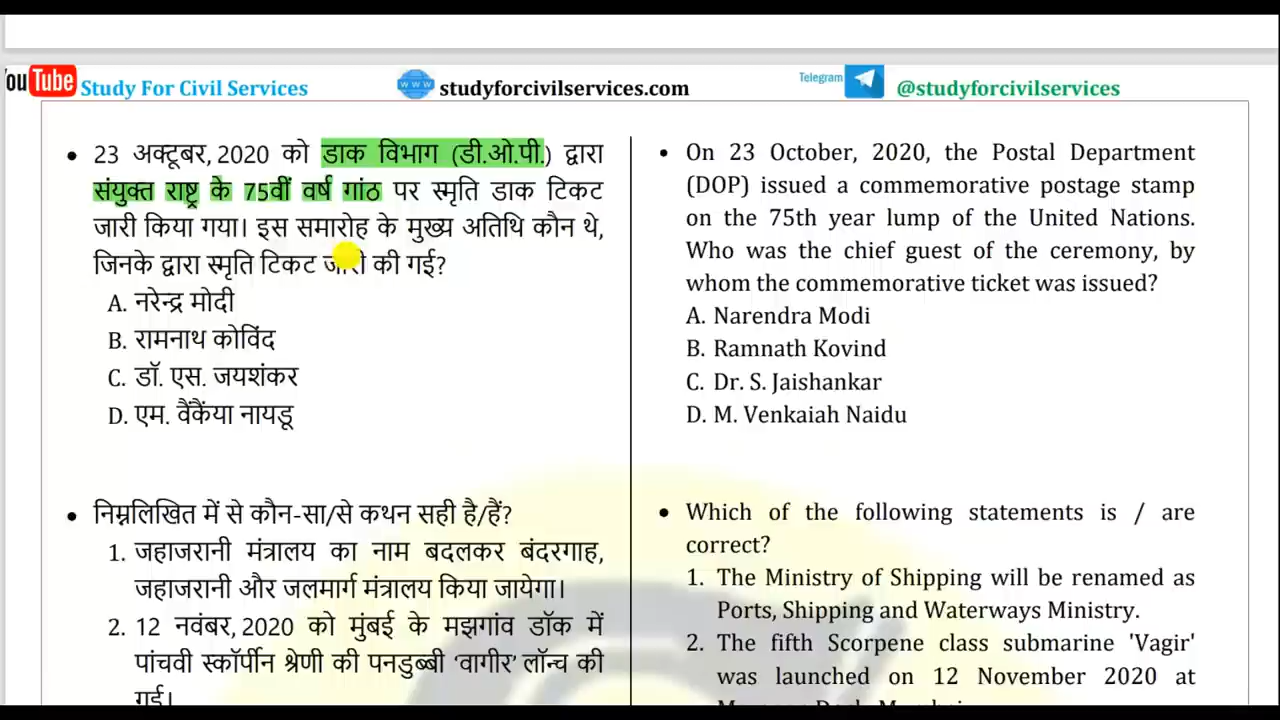 YouTube Study For Civil Services
www studyforcivilservices.com
Telegram @studyforcivilservices
• 23 अक्टूबर, 2020 को डाक विभाग (डी.ओ.पी.) द्वारा
संयुक्त राष्ट्र के 75वीं वर्ष गांठ पर स्मृति डाक टिकट
जारी किया गया। इस समारोह के मुख्य अतिथि कौन थे,
जिनके द्वारा स्मृति टिकट जारी की गई?
A. नरेन्द्र मोदी
B. रामनाथ कोविंद
C. डॉ. एस. जयशंकर
D. एम. वैंकैंया नायडू
• निम्नलिखित में से कौन-सा/से कथन सही है/हैं?
1. जहाजरानी मंत्रालय का नाम बदलकर बंदरगाह,
जहाजरानी और जलमार्ग मंत्रालय किया जायेगा।
2. 12 नवंबर, 2020 को मुंबई के मझगांव डॉक में
पांचवी स्कॉर्पीन श्रेणी की पनडुब्बी ‘वागीर’ लॉन्च की
गई।
• On 23 October, 2020, the Postal Department
(DOP) issued a commemorative postage stamp
on the 75th year lump of the United Nations.
Who was the chief guest of the ceremony, by
whom the commemorative ticket was issued?
A. Narendra Modi
B. Ramnath Kovind
C. Dr. S. Jaishankar
D. M. Venkaiah Naidu
• Which of the following statements is / are
correct?
1. The Ministry of Shipping will be renamed as
Ports, Shipping and Waterways Ministry.
2. The fifth Scorpene class submarine 'Vagir'
was launched on 12 November 2020 at